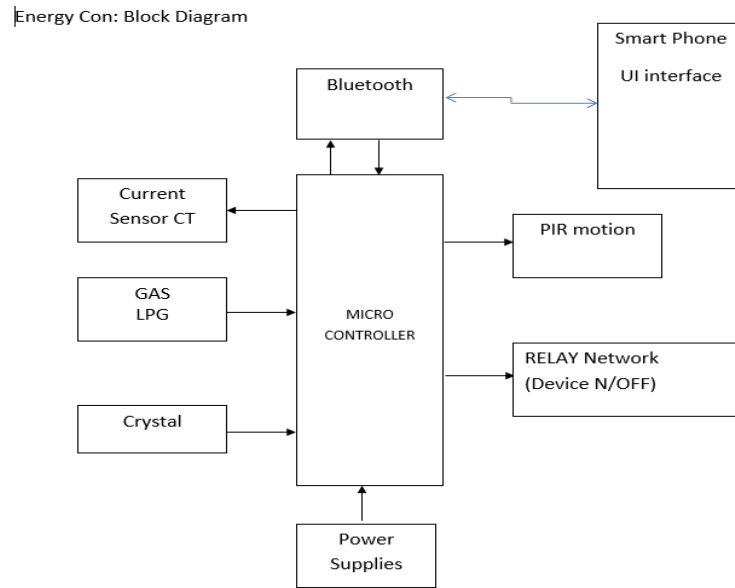 Energy Con: Block Diagram
Smart Phone
UI interface
Bluetooth
Current
Sensor CT
PIR motion
GAS
LPG
MICRO
CONTROLLER
RELAY Network
(Device N/OFF)
Crystal
Power
Supplies